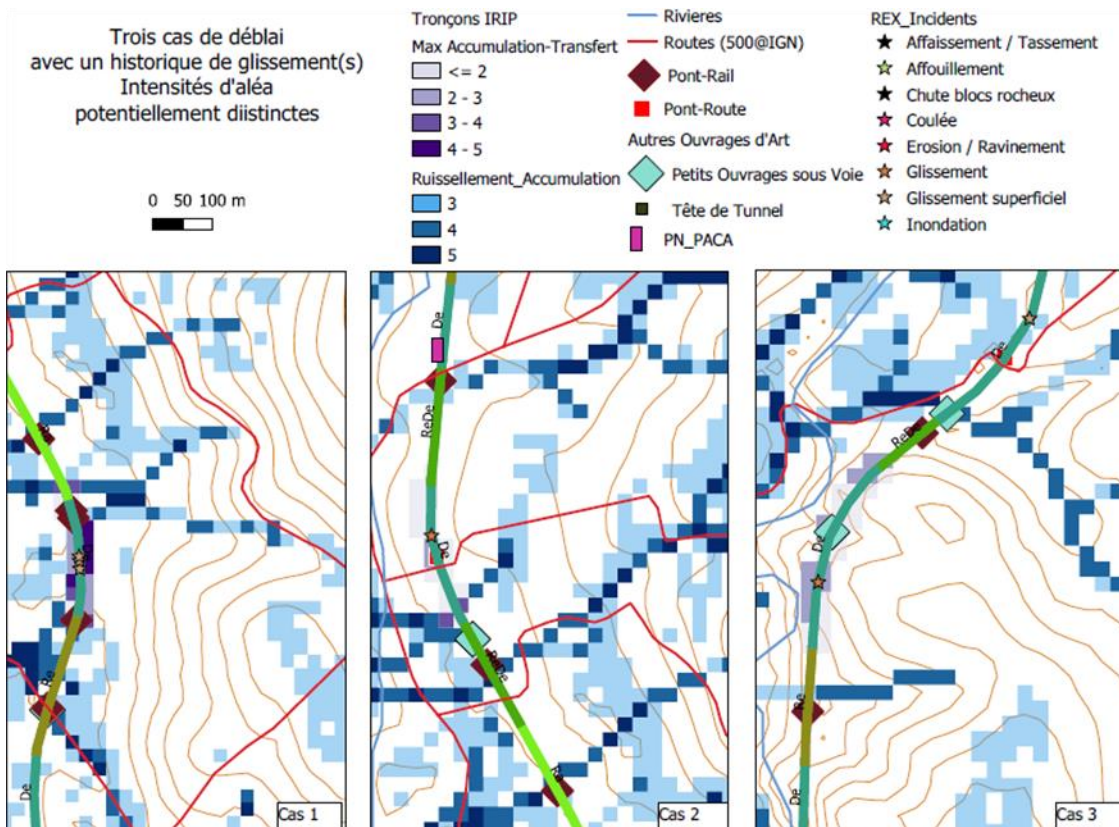 Trois cas de déblai
avec un historique de glissement(s)
Intensités d'aléa
potentiellement diistinctes
0 50 100 m
Tronçons IRIP
Max Accumulation-Transfert
<= 2
2 - 3
3 - 4
4 - 5
Ruissellement_Accumulation
3
4
5
Rivieres
Routes (500@IGN)
Pont-Rail
Pont-Route
Autres Ouvrages d'Art
Petits Ouvrages sous Voie
Tête de Tunnel
PN_PACA
REX_Incidents
Affaissement / Tassement
Affouillement
Chute blocs rocheux
Coulée
Erosion / Ravinement
Glissement
Glissement superficiel
Inondation
Re
Re
De
Cas 1
De
ReDe
De
ReDe
Re
Cas 2
De
ReDe
De
Re
De
Cas 3